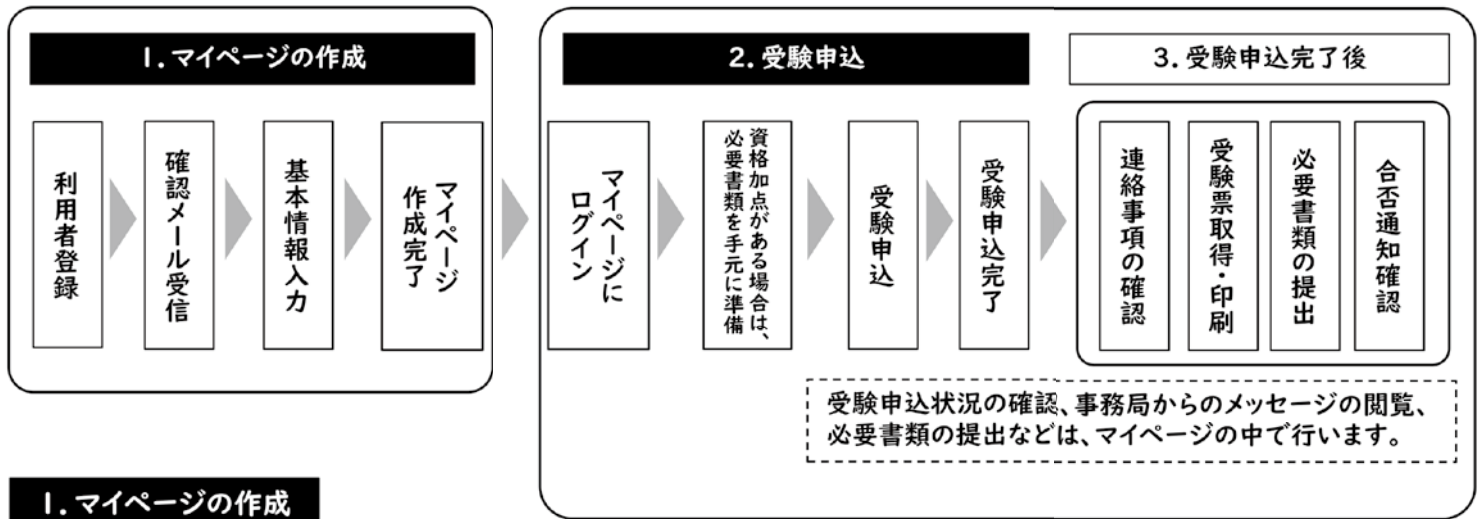 1.マイページの作成
2.受験申込
3.受験申込完了後
利用者登録
確認メール受信
基本情報入力
マイページ
作成完了
マイページに
ログイン
資格加点がある場合は、
必要書類を手元に準備
受験申込
受験申込完了
連絡事項の確認
受験票取得・印刷
必要書類の提出
合否通知確認
受験申込状況の確認、事務局からのメッセージの閲覧、
必要書類の提出などは、マイページの中で行います。
1.マイページの作成